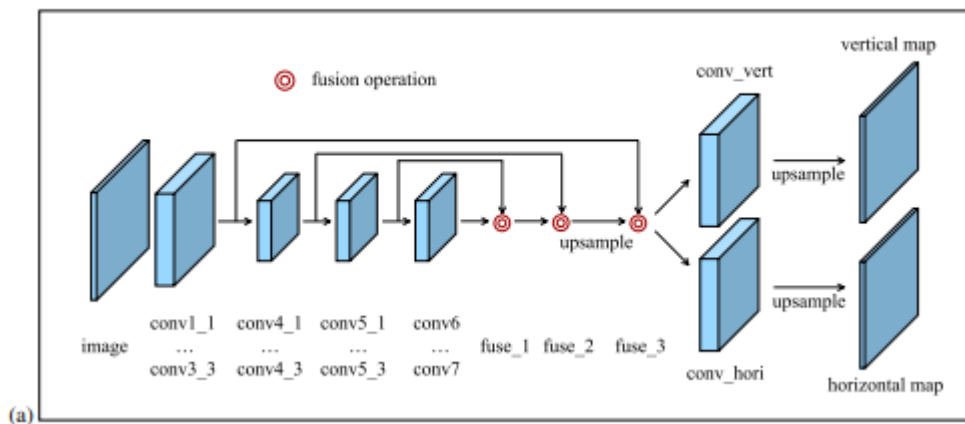 vertical map
conv_vert
fusion operation
upsample
upsample
upsample
conv1_1
...
conv3_3
conv4_1
...
conv4_3
conv5_1
...
conv5_3
conv6
...
conv7
image
fuse_1
fuse_2
fuse_3
conv_hori
horizontal map
(a)